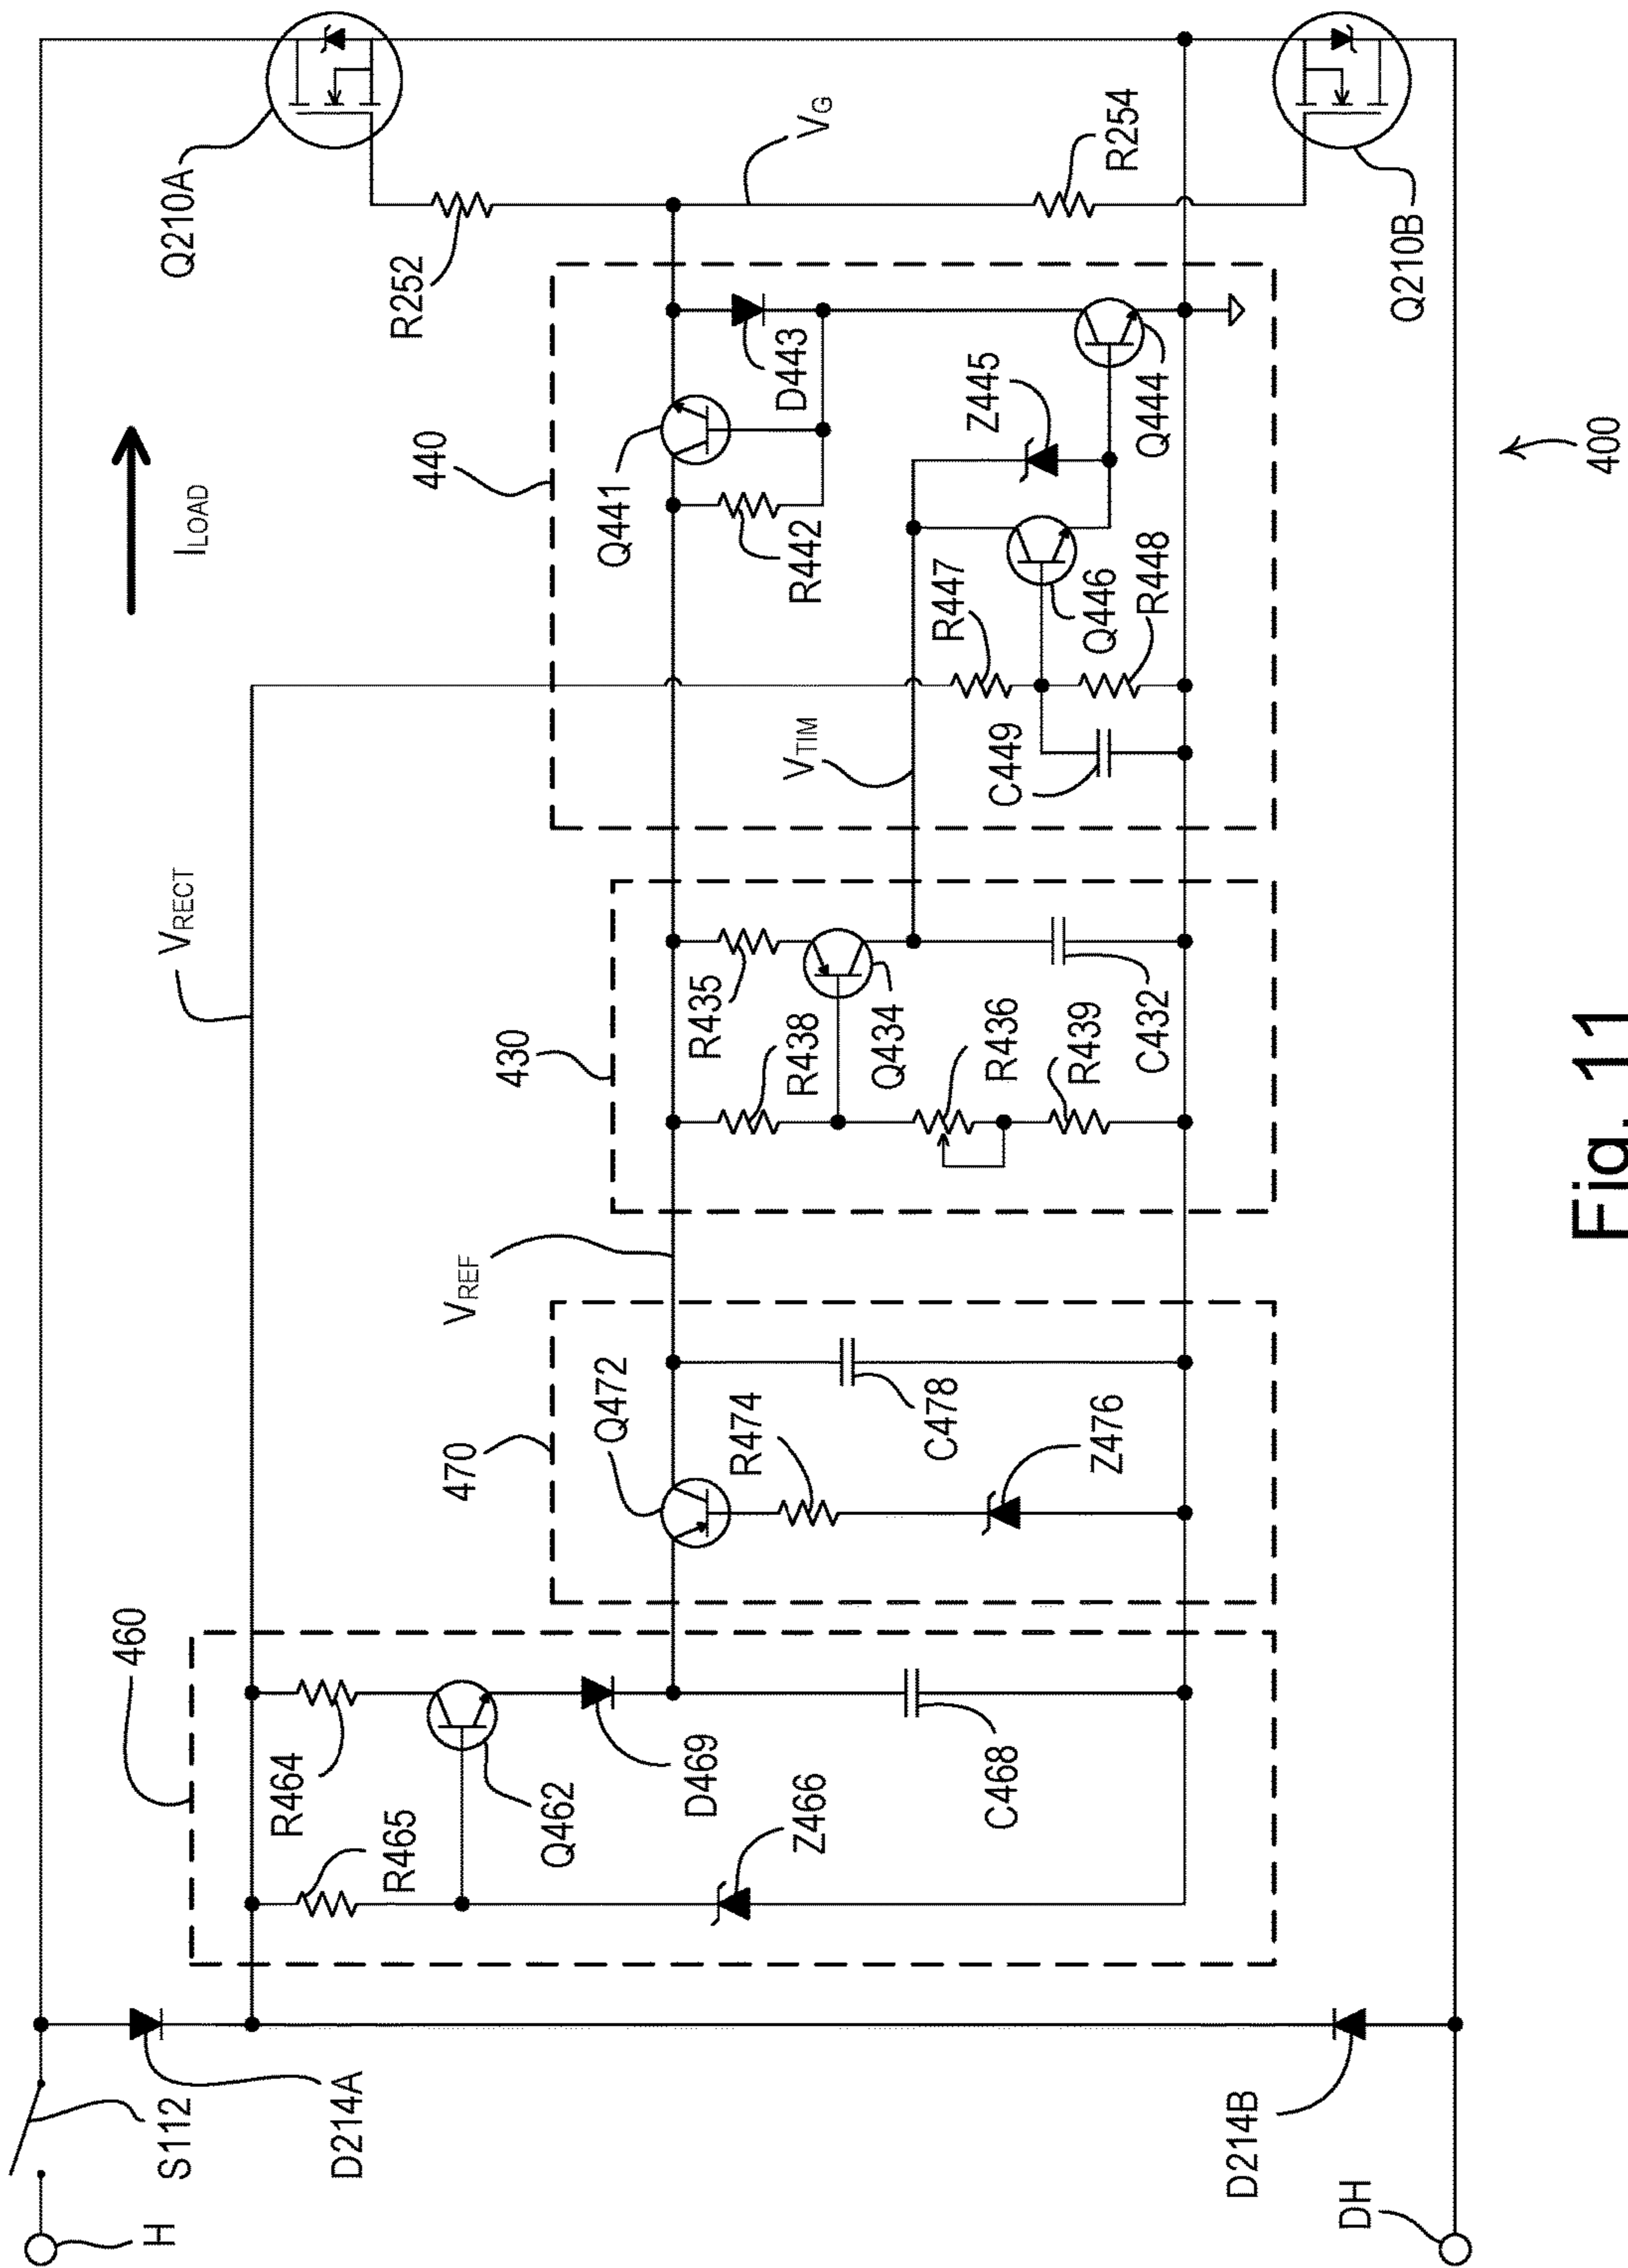 H
S112
D214A
D214B
DH
460
R464
R465
Q462
D469
Z466
C468
470
Q472
R474
C478
Z476
VREF
VRECT
430
R435
R438
Q434
R436
R439
C432
VTIM
440
Q441
R442
D443
Z445
Q444
R447
Q446
R448
C449
ILOAD
Q210A
R252
VG
R254
Q210B
400
Fig. 11